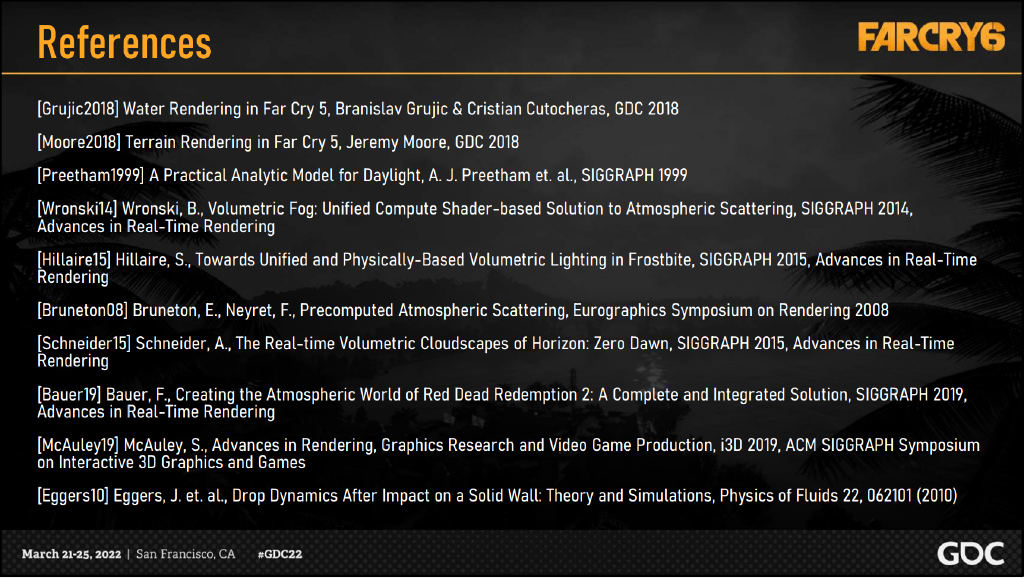 References
FARCRY6
[Grujic2018] Water Rendering in Far Cry 5, Branislav Grujic & Cristian Cutocheras, GDC 2018
[Moore2018] Terrain Rendering in Far Cry 5, Jeremy Moore, GDC 2018
[Preetham1999] A Practical Analytic Model for Daylight, A. J. Preetham et. al., SIGGRAPH 1999
[Wronski14] Wronski, B., Volumetric Fog: Unified Compute Shader-based Solution to Atmospheric Scattering, SIGGRAPH 2014,
Advances in Real-Time Rendering
[Hillaire15] Hillaire, S., Towards Unified and Physically-Based Volumetric Lighting in Frostbite, SIGGRAPH 2015, Advances in Real-Time
Rendering
[Bruneton08] Bruneton, E., Neyret, F., Precomputed Atmospheric Scattering, Eurographics Symposium on Rendering 2008
[Schneider15] Schneider, A., The Real-time Volumetric Cloudscapes of Horizon: Zero Dawn, SIGGRAPH 2015, Advances in Real-Time
Rendering
[Bauer19] Bauer, F., Creating the Atmospheric World of Red Dead Redemption 2: A Complete and Integrated Solution, SIGGRAPH 2019,
Advances in Real-Time Rendering
[McAuley19] McAuley, S., Advances in Rendering, Graphics Research and Video Game Production, i3D 2019, ACM SIGGRAPH Symposium
on Interactive 3D Graphics and Games
[Eggers10] Eggers, J. et. al., Drop Dynamics After Impact on a Solid Wall: Theory and Simulations, Physics of Fluids 22, 062101 (2010)
March 21-25, 2022 | San Francisco, CA #GDC22
GDC